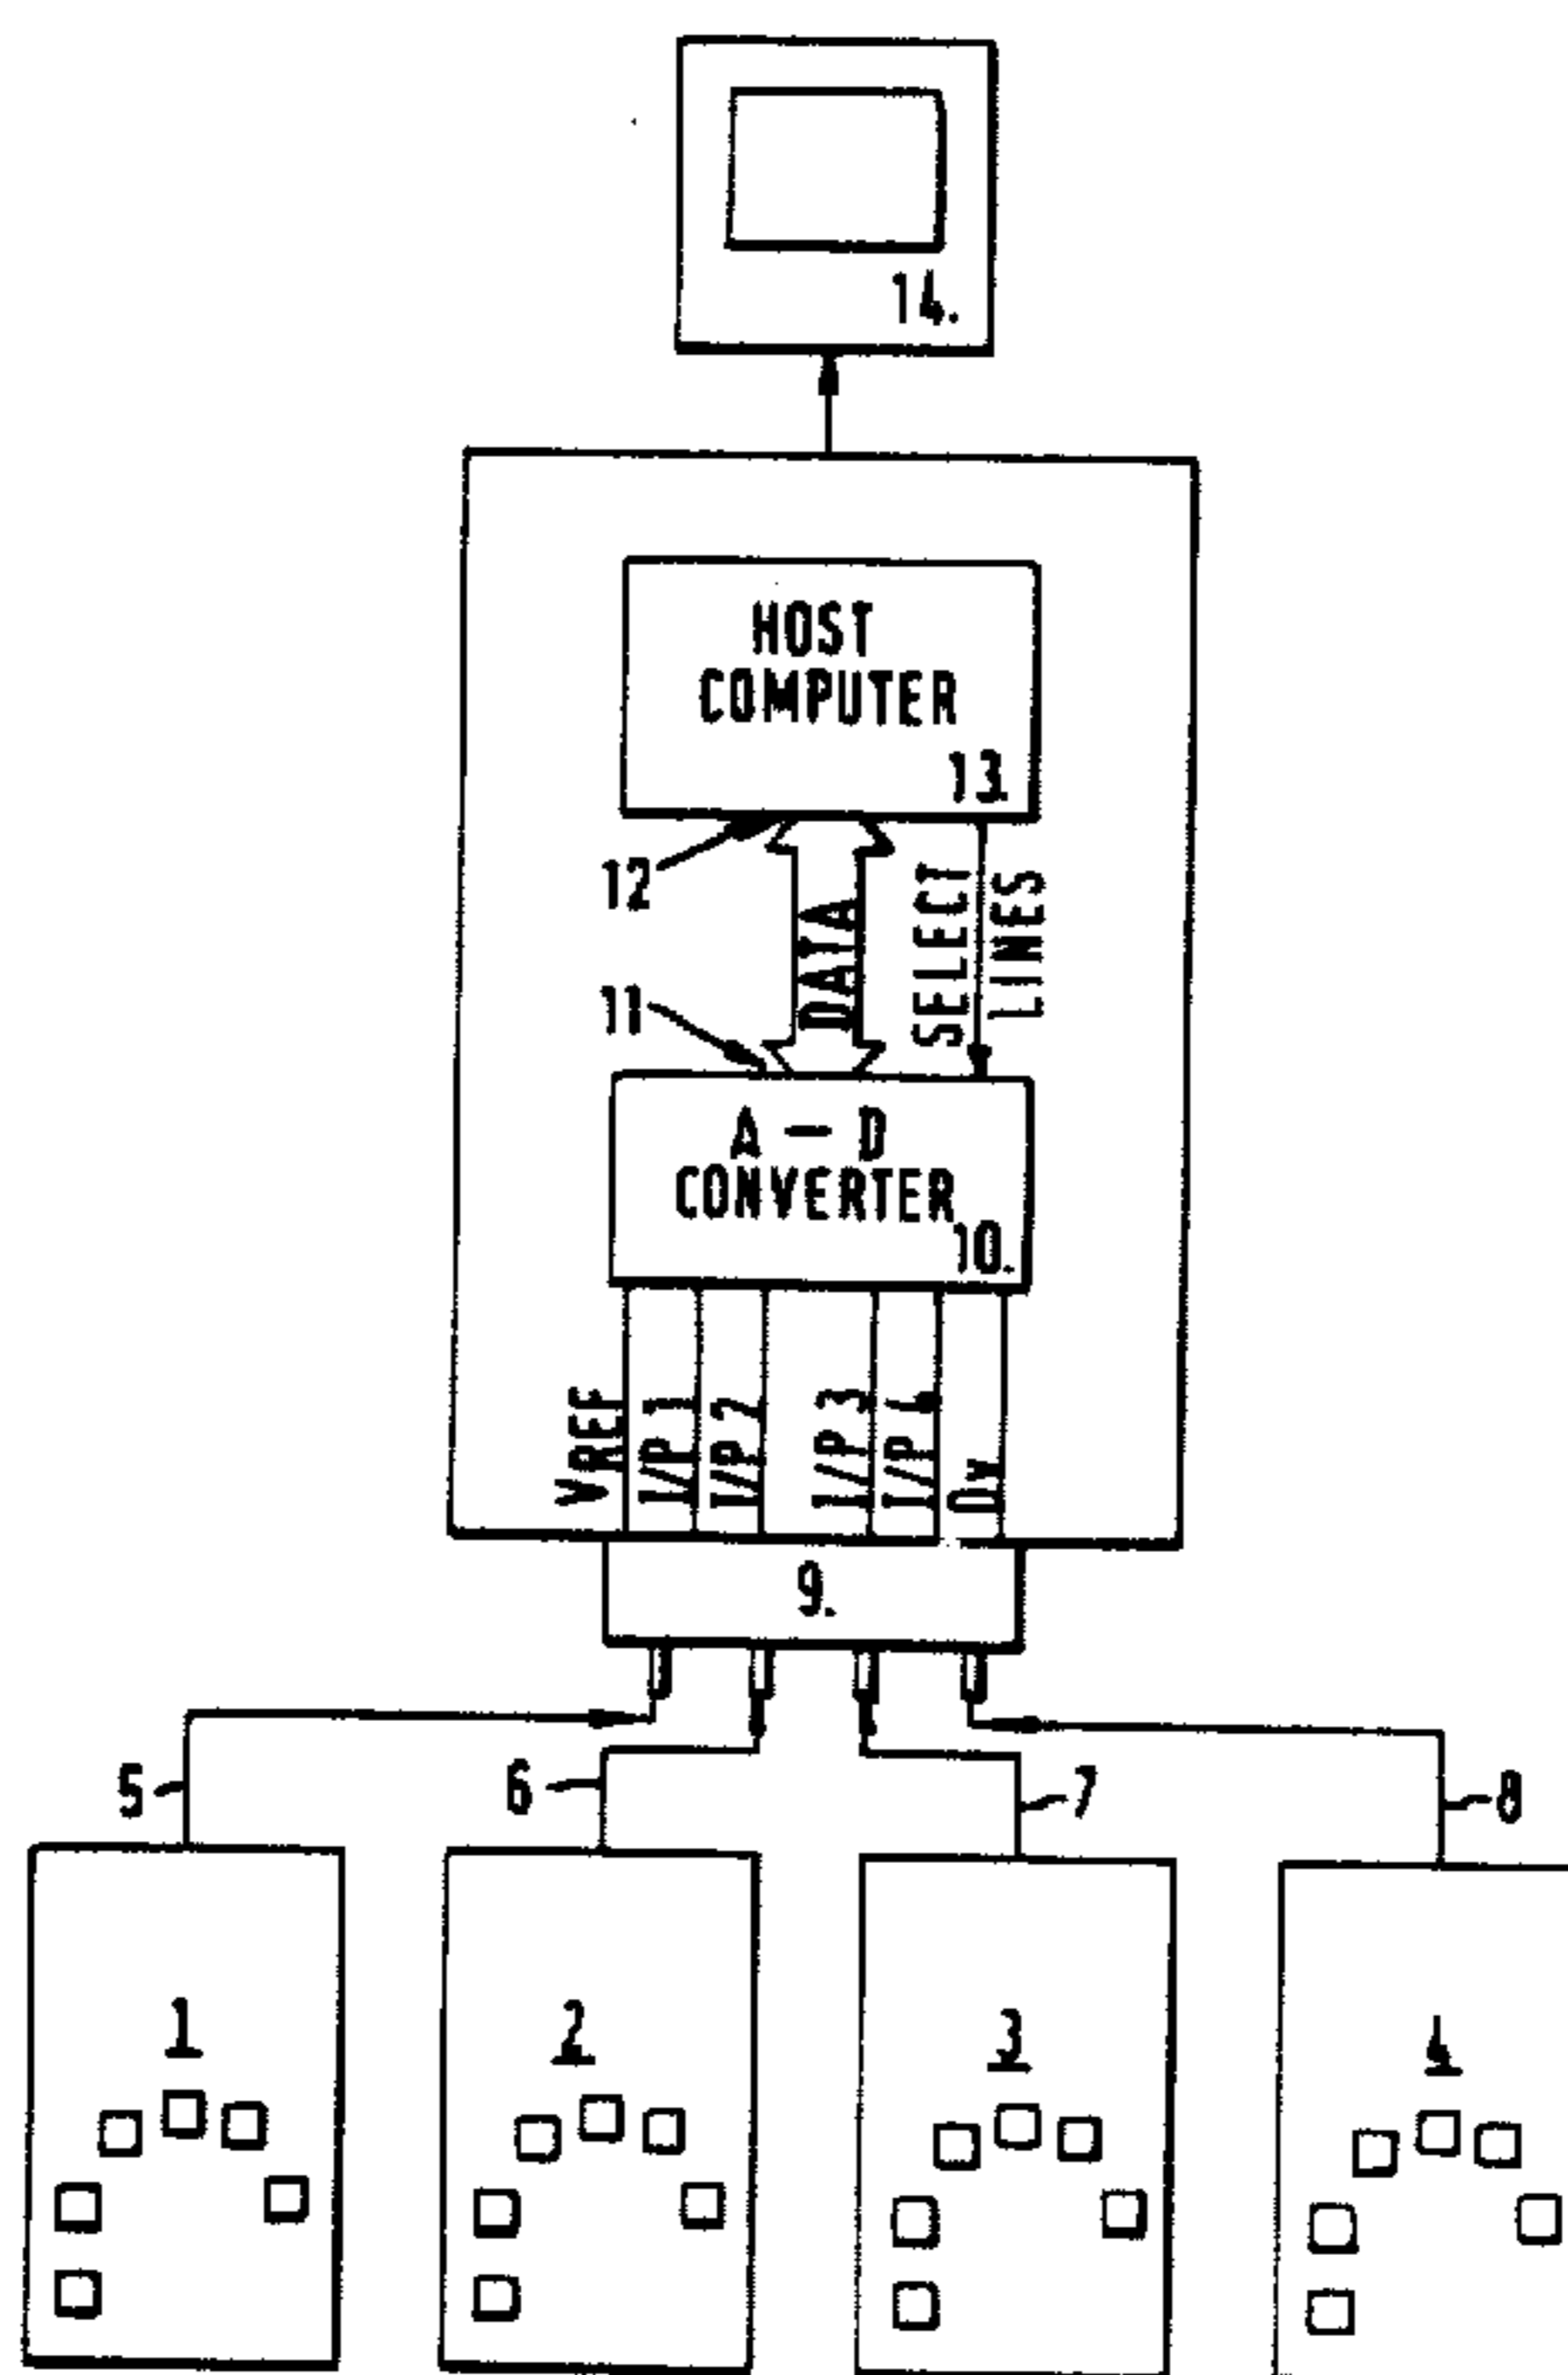 14.
HOST
COMPUTER
13.
12
DATA
SELECT
LINES
11
A — D
CONVERTER
10.
VREF
I/P 1
I/P 2
I/P 3
I/P 4
0v
9.
5
6
7
8
1
2
3
4